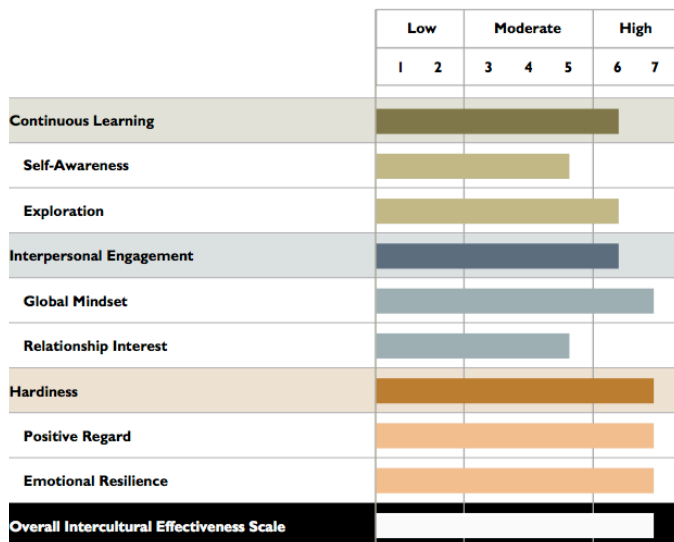 Low Moderate High
1 2 3 4 5 6 7
Continuous Learning
Self-Awareness
Exploration
Interpersonal Engagement
Global Mindset
Relationship Interest
Hardiness
Positive Regard
Emotional Resilience
Overall Intercultural Effectiveness Scale